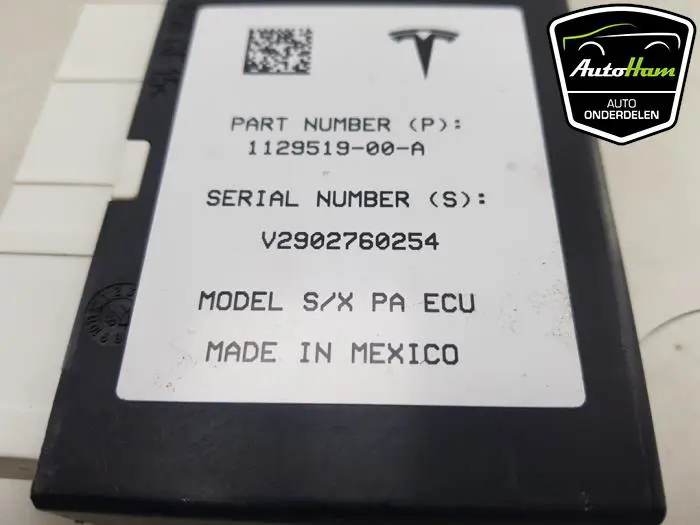 AutoHam
AUTO
ONDERDELEN
PART NUMBER (P):
1129519-00-A
SERIAL NUMBER (S):
V2902760254
MODEL S/X PA ECU
MADE IN MEXICO